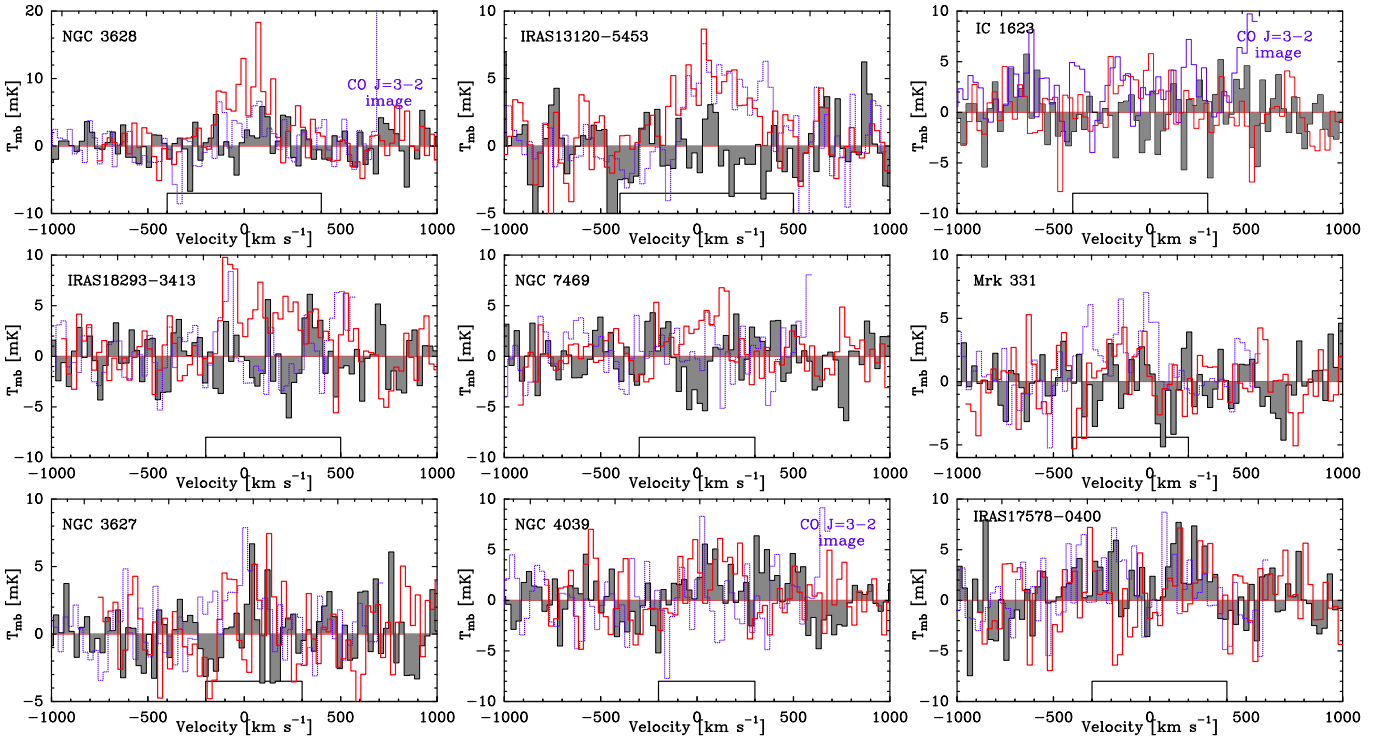 NGC 3628
CO J=3-2
image
20
10
0
-10
T_mb [mK]
-1000 -500 0 500 1000
Velocity [km s⁻¹]
IRAS13120-5453
10
5
0
-5
T_mb [mK]
-1000 -500 0 500 1000
Velocity [km s⁻¹]
IC 1623
CO J=3-2
image
10
5
0
-5
-10
T_mb [mK]
-1000 -500 0 500 1000
Velocity [km s⁻¹]
IRAS18293-3413
10
5
0
-5
-10
T_mb [mK]
-1000 -500 0 500 1000
Velocity [km s⁻¹]
NGC 7469
10
5
0
-5
-10
T_mb [mK]
-1000 -500 0 500 1000
Velocity [km s⁻¹]
Mrk 331
10
5
0
-5
T_mb [mK]
-1000 -500 0 500 1000
Velocity [km s⁻¹]
NGC 3627
10
5
0
-5
T_mb [mK]
-1000 -500 0 500 1000
Velocity [km s⁻¹]
NGC 4039
CO J=3-2
image
10
5
0
-5
-10
T_mb [mK]
-1000 -500 0 500 1000
Velocity [km s⁻¹]
IRAS17578-0400
10
5
0
-5
-10
T_mb [mK]
-1000 -500 0 500 1000
Velocity [km s⁻¹]